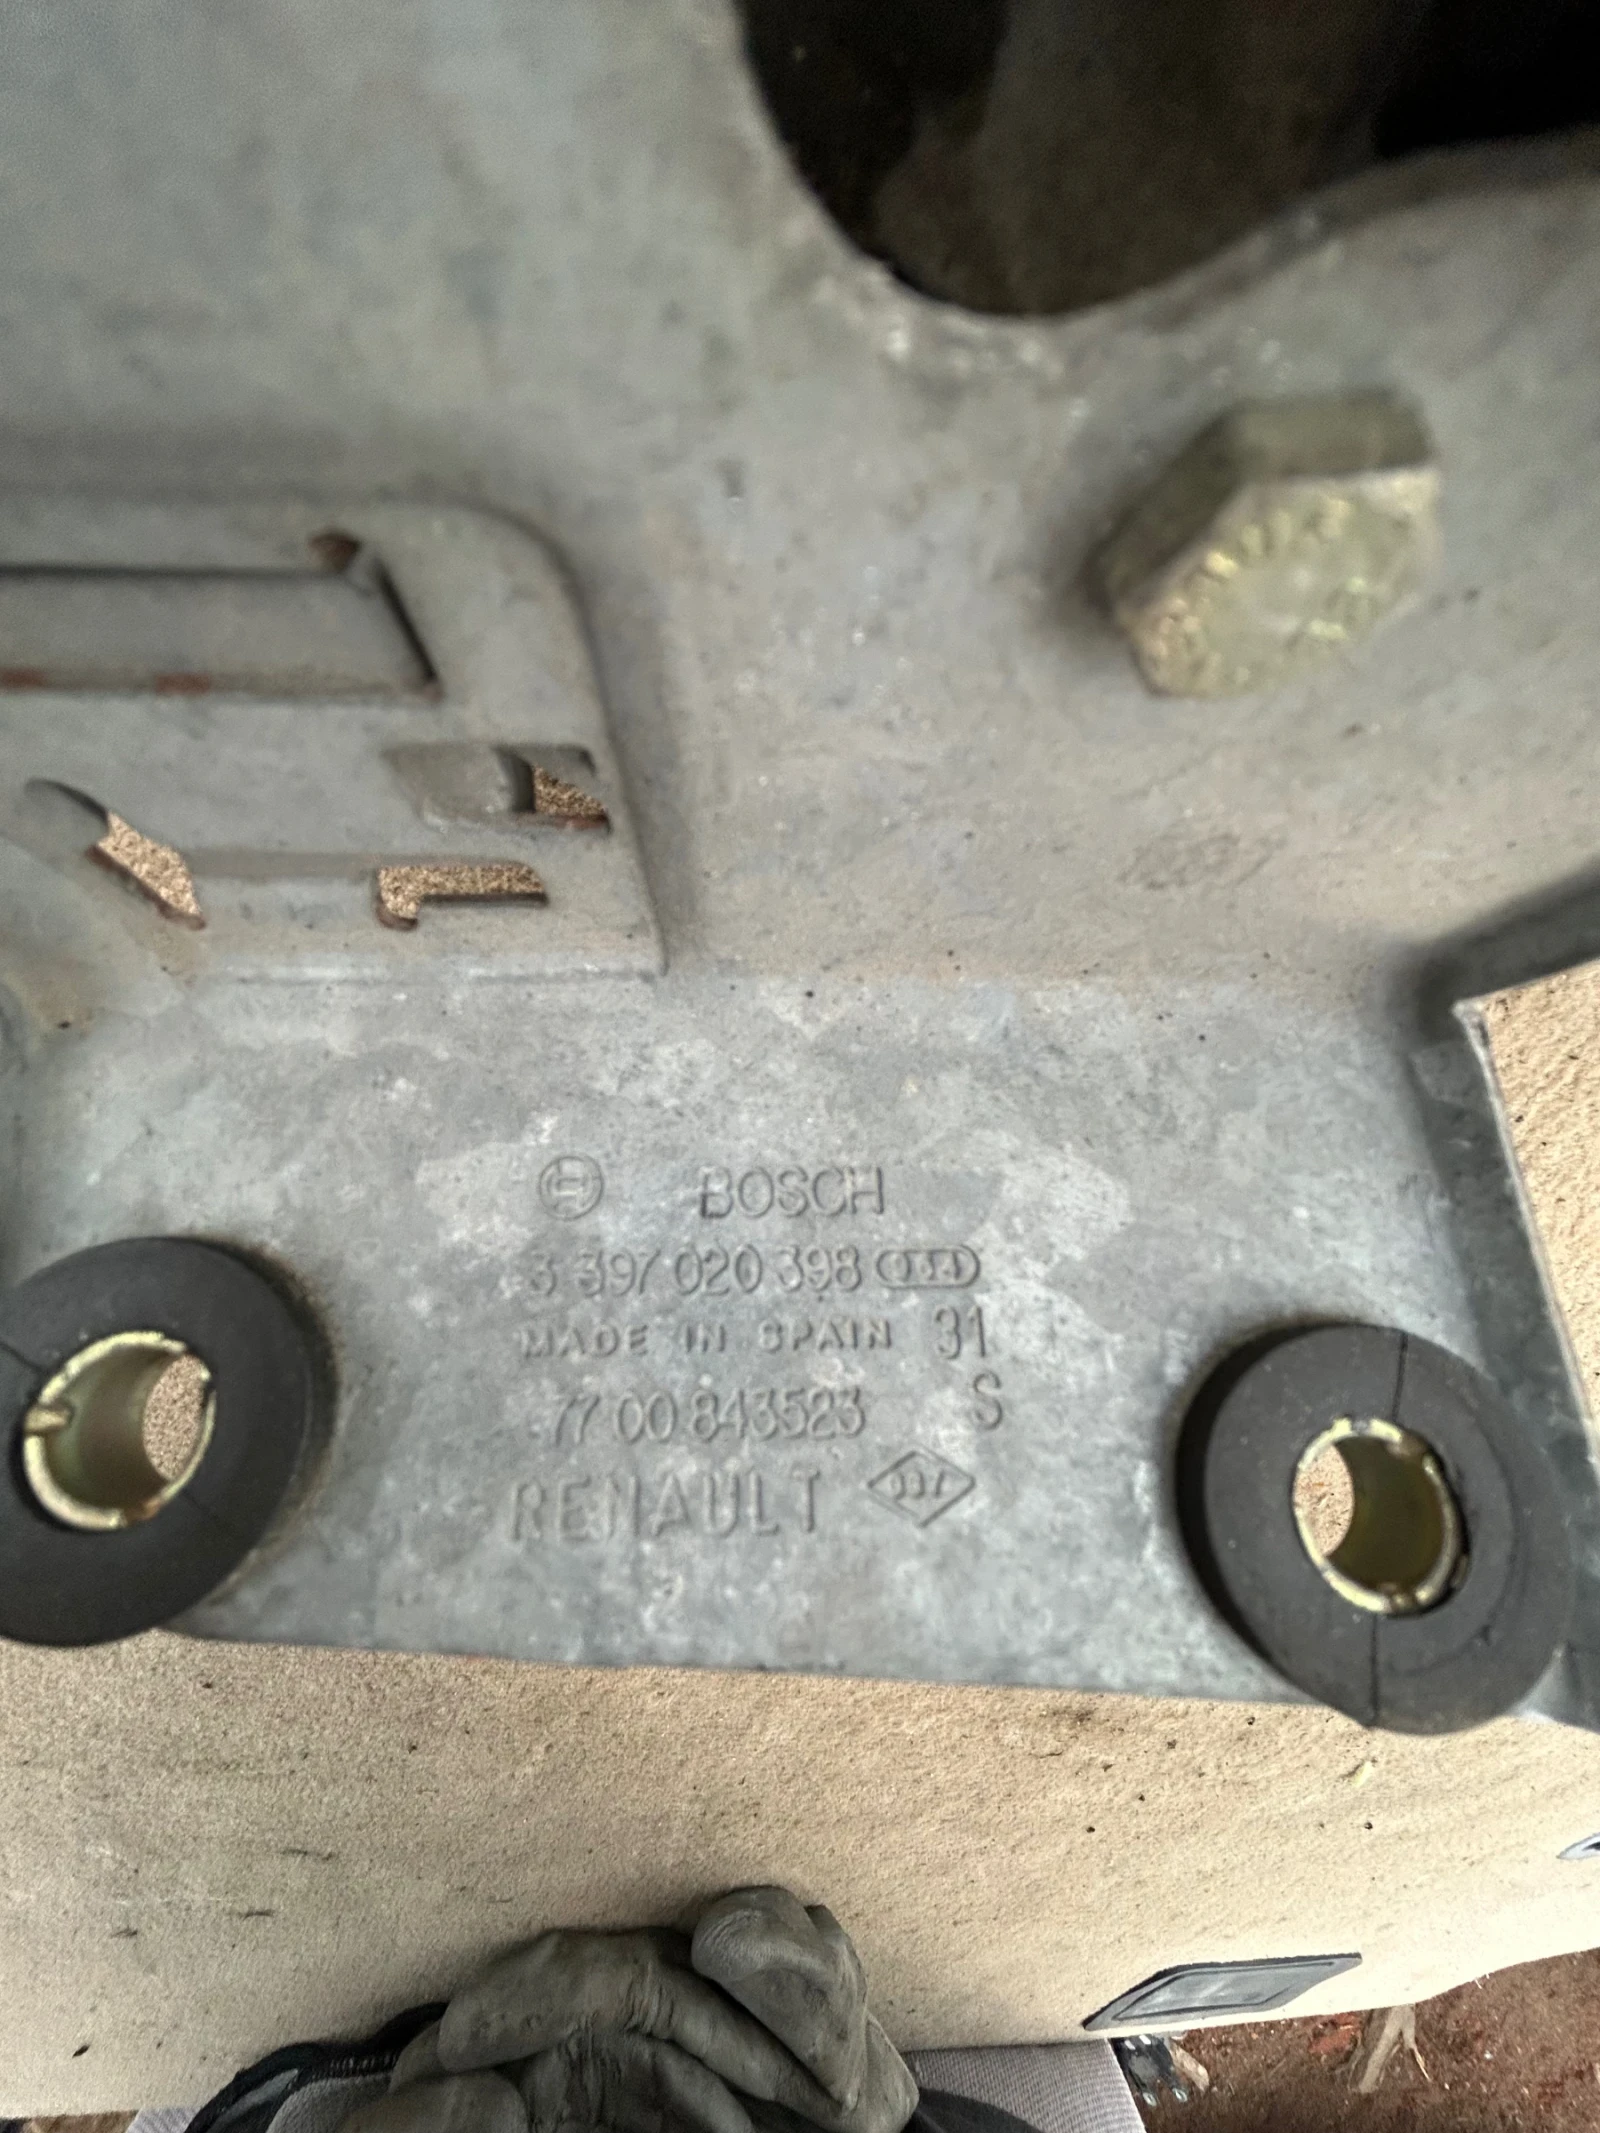 BOSCH
3 397 020 398
MADE IN SPAIN 31
77 00 843523 S
RENAULT